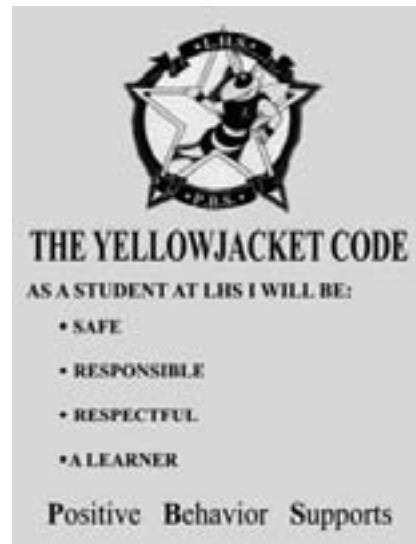 •L.H.S•
•P.B.S.•
THE YELLOWJACKET CODE
AS A STUDENT AT LHS I WILL BE:
• SAFE
• RESPONSIBLE
• RESPECTFUL
•A LEARNER
Positive Behavior Supports